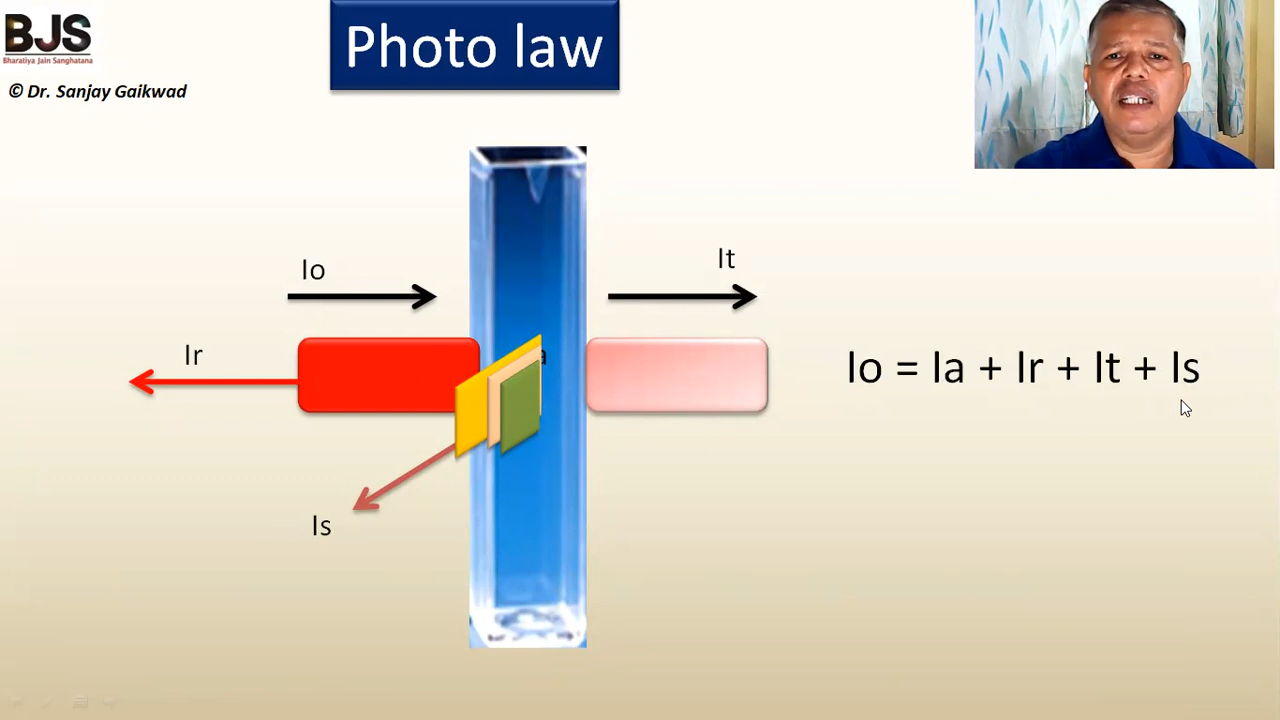 BJS
Bharatiya Jain Sanghatana
© Dr. Sanjay Gaikwad
Photo law
Io
It
Ir
a
Io = Ia + Ir + It + Is
Is